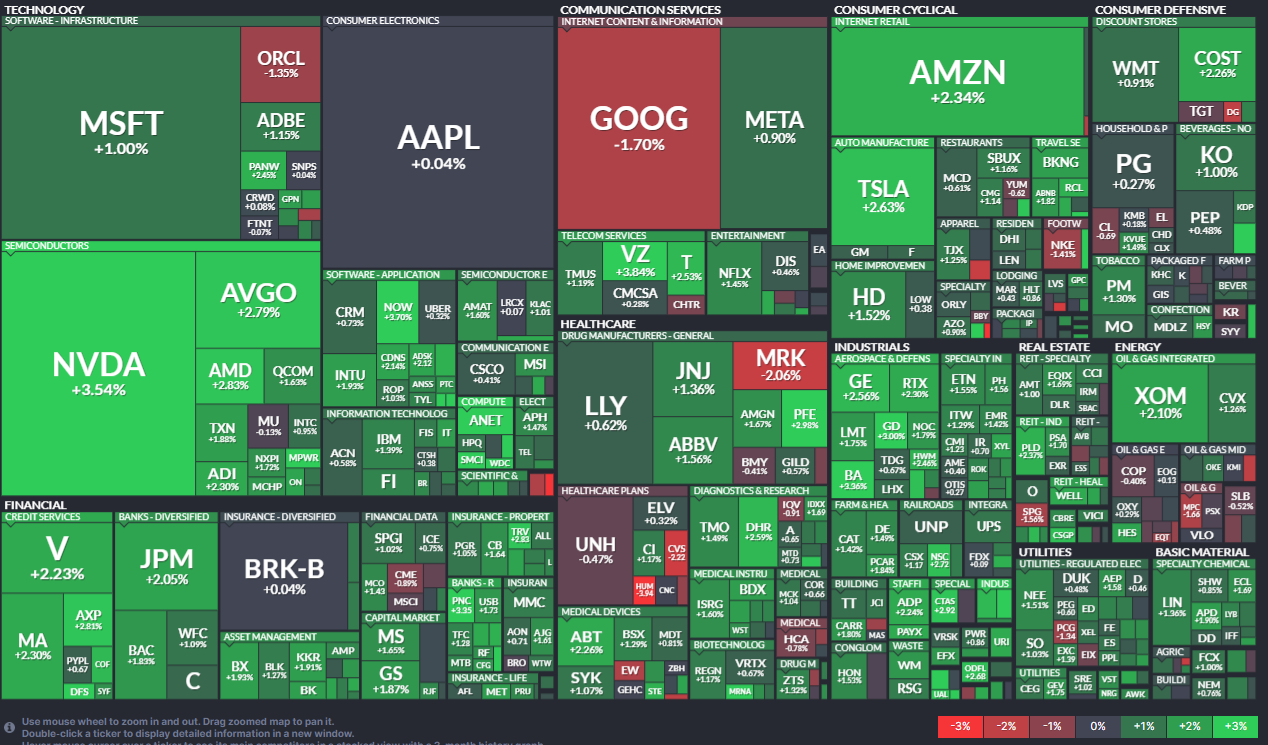 TECHNOLOGY
SOFTWARE - INFRASTRUCTURE
MSFT
+1.00%
ORCL
-1.35%
ADBE
+1.15%
PANW
+2.45%
SNPS
+0.04%
CRWD
+0.08%
GPN
FTNT
-0.07%
CONSUMER ELECTRONICS
AAPL
+0.04%
SEMICONDUCTORS
NVDA
+3.54%
AVGO
+2.79%
AMD
+2.83%
QCOM
+1.63%
TXN
+1.88%
MU
-0.13%
INTC
+0.95%
ADI
+2.30%
NXPI
+1.72%
MPWR
MCHP
ON
SOFTWARE - APPLICATION
CRM
+0.73%
NOW
+3.70%
UBER
+0.32%
INTU
+1.93%
CDNS
+2.14%
ADSK
+2.12
ROP
+1.03%
ANSS
PTC
TYL
SEMICONDUCTOR E
AMAT
+1.60%
LRCX
+0.07
KLAC
+1.01
COMMUNICATION E
CSCO
+0.41%
MSI
INFORMATION TECHNOLOG
ACN
+0.58%
IBM
+1.39%
FIS
IT
CTSH
+0.38
FI
BR
COMPUTE
ANET
HPQ
SMCI
WDC
ELECT
APH
+1.47%
TEL
SCIENTIFIC &
COMMUNICATION SERVICES
INTERNET CONTENT & INFORMATION
GOOG
-1.70%
META
+0.90%
TELECOM SERVICES
TMUS
+1.19%
VZ
+3.84%
T
+2.53%
CMCSA
+0.28%
CHTR
ENTERTAINMENT
NFLX
+1.45%
DIS
+0.46%
EA
CONSUMER CYCLICAL
INTERNET RETAIL
AMZN
+2.34%
AUTO MANUFACTURE
TSLA
+2.63%
GM
F
RESTAURANTS
MCD
+0.61%
SBUX
+1.16%
CMG
+1.14
YUM
-0.62
TRAVEL SE
BKNG
ABNB
+1.82
RCL
HOME IMPROVEMEN
HD
+1.52%
LOW
+0.38
APPAREL
TJX
+1.25%
RESIDEN
DHI
LEN
FOOTW
NKE
-1.41%
SPECIALTY
ORLY
AZO
+0.90%
BBY
LODGING
MAR
+0.43
HLT
+0.86
LVS
GPC
PACKAGI
IP
CONSUMER DEFENSIVE
DISCOUNT STORES
WMT
+0.91%
COST
+2.26%
TGT
DG
HOUSEHOLD & P
PG
+0.27%
CL
-0.69
KMB
+0.18%
EL
KVUE
+1.49%
CHD
CLX
BEVERAGES - NO
KO
+1.00%
PEP
+0.48%
KDP
TOBACCO
PM
+1.30%
MO
PACKAGED F
KHC
K
GIS
FARM P
BEVER
CONFECTION
MDLZ
HSY
KR
SYY
HEALTHCARE
DRUG MANUFACTURERS - GENERAL
LLY
+0.62%
JNJ
+1.36%
ABBV
+1.56%
MRK
-2.06%
AMGN
+1.67%
PFE
+2.98%
BMY
-0.41%
GILD
+0.57%
HEALTHCARE PLANS
UNH
-0.47%
ELV
+0.32%
CI
+1.17%
CVS
-2.22
HUM
-3.94
CNC
DIAGNOSTICS & RESEARCH
TMO
+1.49%
DHR
+2.59%
IQV
-0.91
IDXX
+1.69
A
+0.65
MTD
+0.73
MEDICAL DEVICES
ABT
+2.26%
BSX
+1.29%
MDT
+0.81%
SYK
+1.07%
EW
ZBH
GEHC
STE
MEDICAL INSTRU
ISRG
+1.60%
BDX
WST
MEDICAL
MCK
+1.04
COR
+0.66
MEDICAL
HCA
-0.78%
BIOTECHNOLOG
REGN
+1.17%
VRTX
+0.67%
MRNA
DRUG M
ZTS
+1.32%
FINANCIAL
CREDIT SERVICES
V
+2.23%
MA
+2.30%
AXP
+2.81%
PYPL
+0.67
COF
DFS
SYF
BANKS - DIVERSIFIED
JPM
+2.05%
BAC
+1.83%
WFC
+1.09%
C
INSURANCE - DIVERSIFIED
BRK-B
+0.04%
ASSET MANAGEMENT
BX
+1.93%
BLK
+1.27%
KKR
+1.91%
AMP
BK
FINANCIAL DATA
SPGI
+1.02%
ICE
+0.75%
MCO
+1.43
CME
-0.89%
MSCI
CAPITAL MARKET
MS
+1.65%
GS
+1.87%
RJF
INSURANCE - PROPERT
PGR
+1.05%
CB
+1.64
TRV
+2.83
ALL
L
BANKS - R
PNC
+3.35
USB
+1.73
TFC
+1.28
RF
MTB
CFG
INSURAN
MMC
AON
+0.71
AJG
+1.61
BRO
WTW
INSURANCE - LIFE
AFL
MET
PRU
INDUSTRIALS
AEROSPACE & DEFENS
GE
+2.56%
RTX
+2.30%
LMT
+1.75%
GD
+3.00%
NOC
+1.79%
BA
+3.36%
TDG
+0.67%
HWM
+2.46%
LHX
SPECIALTY IN
ETN
+1.55%
PH
+1.56
ITW
+1.29%
EMR
+1.42%
CMI
+1.23
IR
+0.70
XYL
AME
+0.40
ROK
OTIS
+0.27
FARM & HEA
CAT
+1.42%
DE
+1.49%
PCAR
+1.84%
RAILROADS
UNP
CSX
+1.17
NSC
+2.72
INTEGRA
UPS
FDX
+0.09
BUILDING
TT
JCI
CARR
+1.80%
MAS
STAFFI
ADP
+2.24%
PAYX
SPECIAL
CTAS
+2.92
INDUS
VRSK
PWR
+0.86
URI
EFX
CONGLOM
HON
+1.53%
WASTE
WM
RSG
ODFL
+2.68
UAL
REAL ESTATE
REIT - SPECIALTY
AMT
+1.00
EQIX
+1.69%
CCI
IRM
DLR
SBAC
REIT - IND
PLD
+2.37%
PSA
+1.70
EXR
REIT -
AVB
ESS
O
SPG
-1.56%
REIT - HEAL
WELL
CBRE
VICI
CSGP
ENERGY
OIL & GAS INTEGRATED
XOM
+2.10%
CVX
+1.26%
OIL & GAS E
COP
-0.40%
EOG
+0.13
OXY
+0.29%
HES
EQT
OIL & GAS MID
OKE
KMI
OIL & G
MPC
-1.66
PSX
VLO
SLB
-0.52%
UTILITIES
UTILITIES - REGULATED ELEC
NEE
+1.51%
DUK
+0.48%
AEP
+1.58
D
+0.46
SO
+1.03%
PEG
+0.60
ED
PCG
-1.34
XEL
FE
ES
EXC
+1.39
EIX
PPL
UTILITIES
CEG
GEV
+1.75
SRE
+1.02
VST
NRG
AWK
BASIC MATERIAL
SPECIALTY CHEMICAL
LIN
+1.36%
SHW
+0.85%
ECL
+1.69
APD
+1.90%
LYB
DD
IFF
AGRIC
BUILDI
FCX
+1.00%
NEM
+0.76%
Use mouse wheel to zoom in and out. Drag zoomed map to pan it.
Double-click a ticker to display detailed information in a new window.
-3%
-2%
-1%
0%
+1%
+2%
+3%